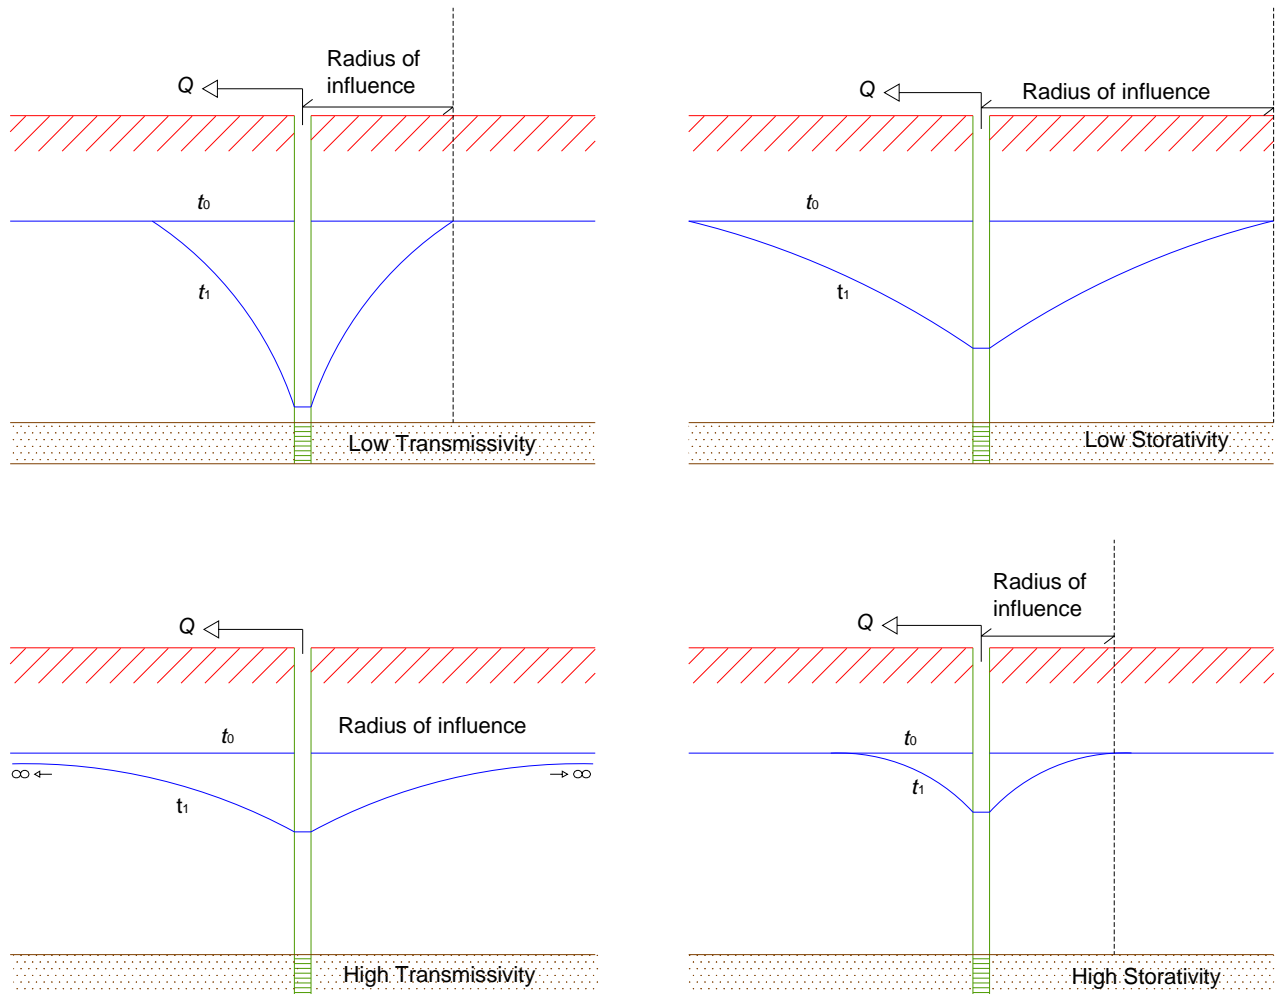 Radius of
influence
Q
t0
t1
Low Transmissivity
Q
Radius of influence
t0
t1
Low Storativity
Q
t0
Radius of influence
∞
∞
t1
High Transmissivity
Radius of
influence
Q
t0
t1
High Storativity